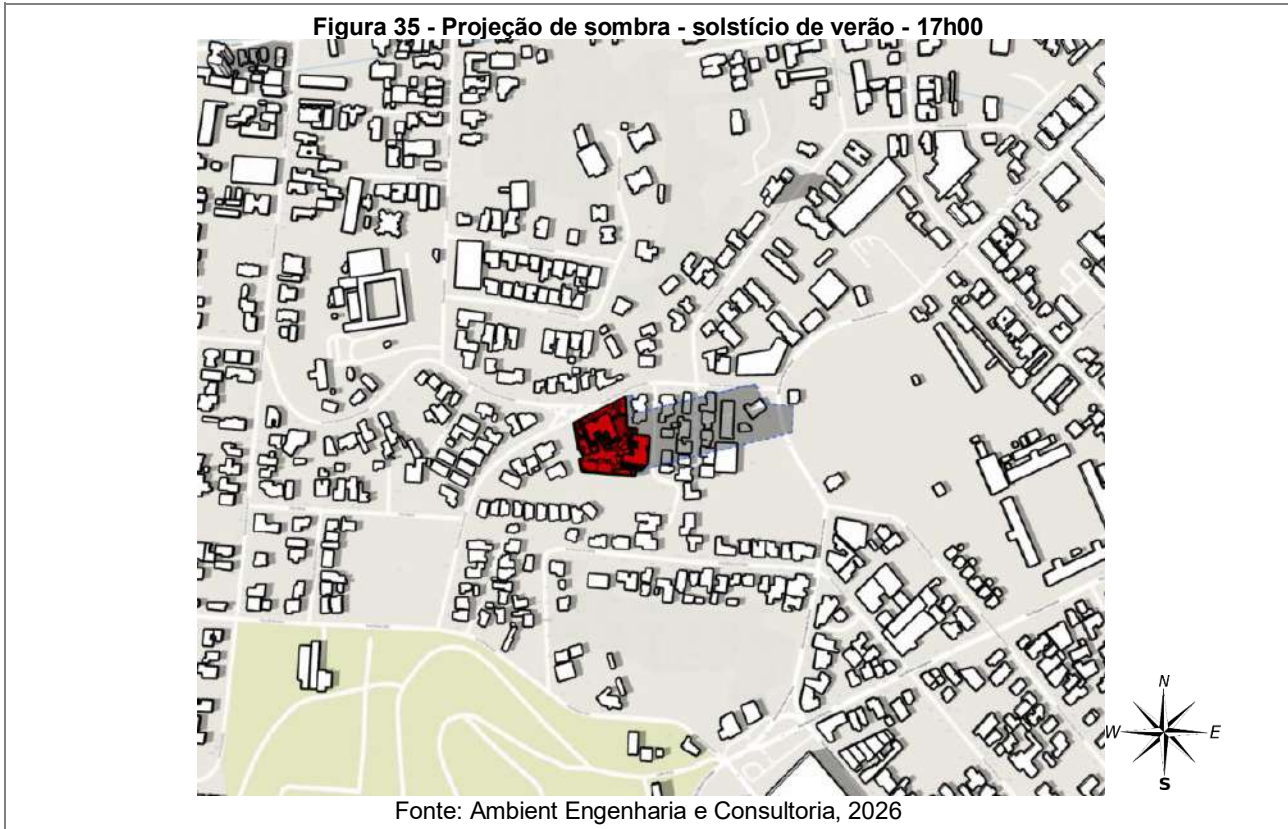 Figura 35 - Projeção de sombra - solstício de verão - 17h00
N
W
E
S
Fonte: Ambient Engenharia e Consultoria, 2026